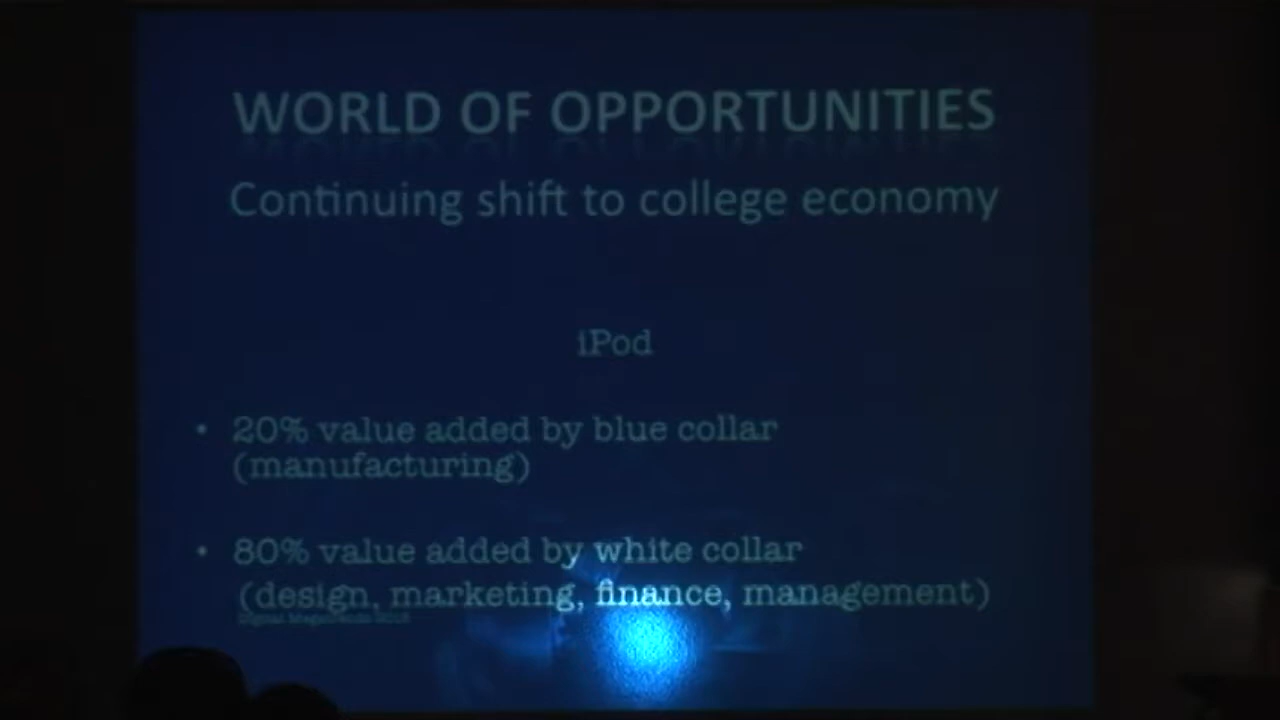 WORLD OF OPPORTUNITIES
Continuing shift to college economy
iPod
• 20% value added by blue collar
(manufacturing)
• 80% value added by white collar
(design, marketing, finance, management)
Digital